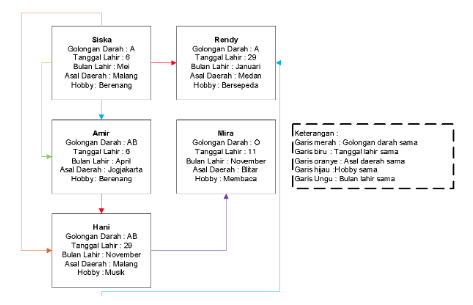 Siska
Golongan Darah : A
Tanggal Lahir : 6
Bulan Lahir : Mei
Asal Daerah : Malang
Hobby : Berenang
Rendy
Golongan Darah : A
Tanggal Lahir : 29
Bulan Lahir : Januari
Asal Daerah : Medan
Hobby : Bersepeda
Amir
Golongan Darah : AB
Tanggal Lahir : 6
Bulan Lahir : April
Asal Daerah : Jogjakarta
Hobby : Berenang
Mira
Golongan Darah : O
Tanggal Lahir : 11
Bulan Lahir : November
Asal Daerah : Blitar
Hobby : Membaca
Keterangan :
Garis merah : Golongan darah sama
Garis biru : Tanggal lahir sama
Garis oranye : Asal daerah sama
Garis hijau :Hobby sama
Garis Ungu : Bulan lahir sama
Hani
Golongan Darah : AB
Tanggal Lahir : 29
Bulan Lahir : November
Asal Daerah : Malang
Hobby : Musik